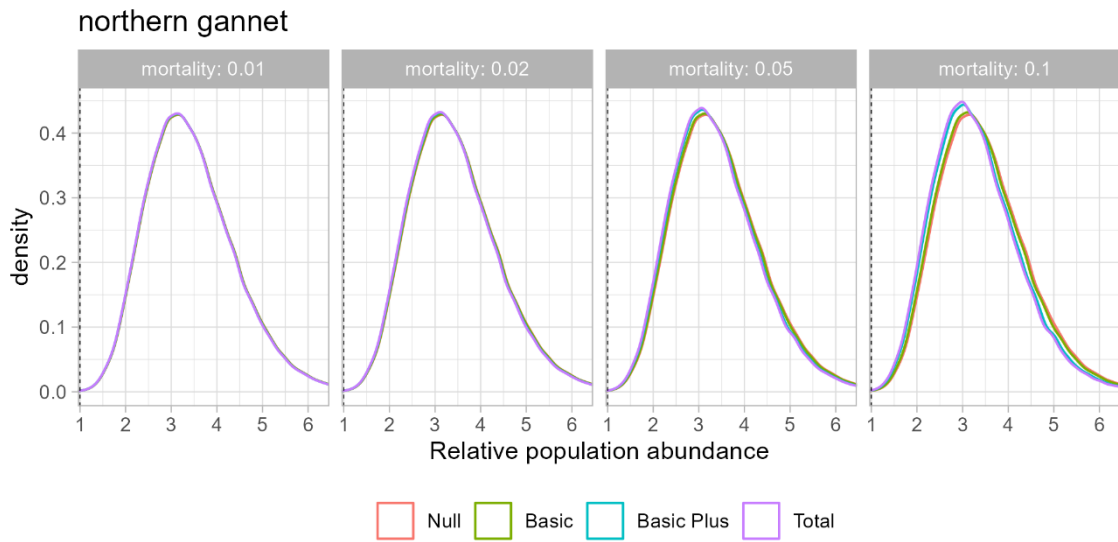 northern gannet
mortality: 0.01 mortality: 0.02 mortality: 0.05 mortality: 0.1
0.4
0.3
0.2
0.1
0.0
density
1 2 3 4 5 6 1 2 3 4 5 6 1 2 3 4 5 6 1 2 3 4 5 6
Relative population abundance
Null Basic Basic Plus Total